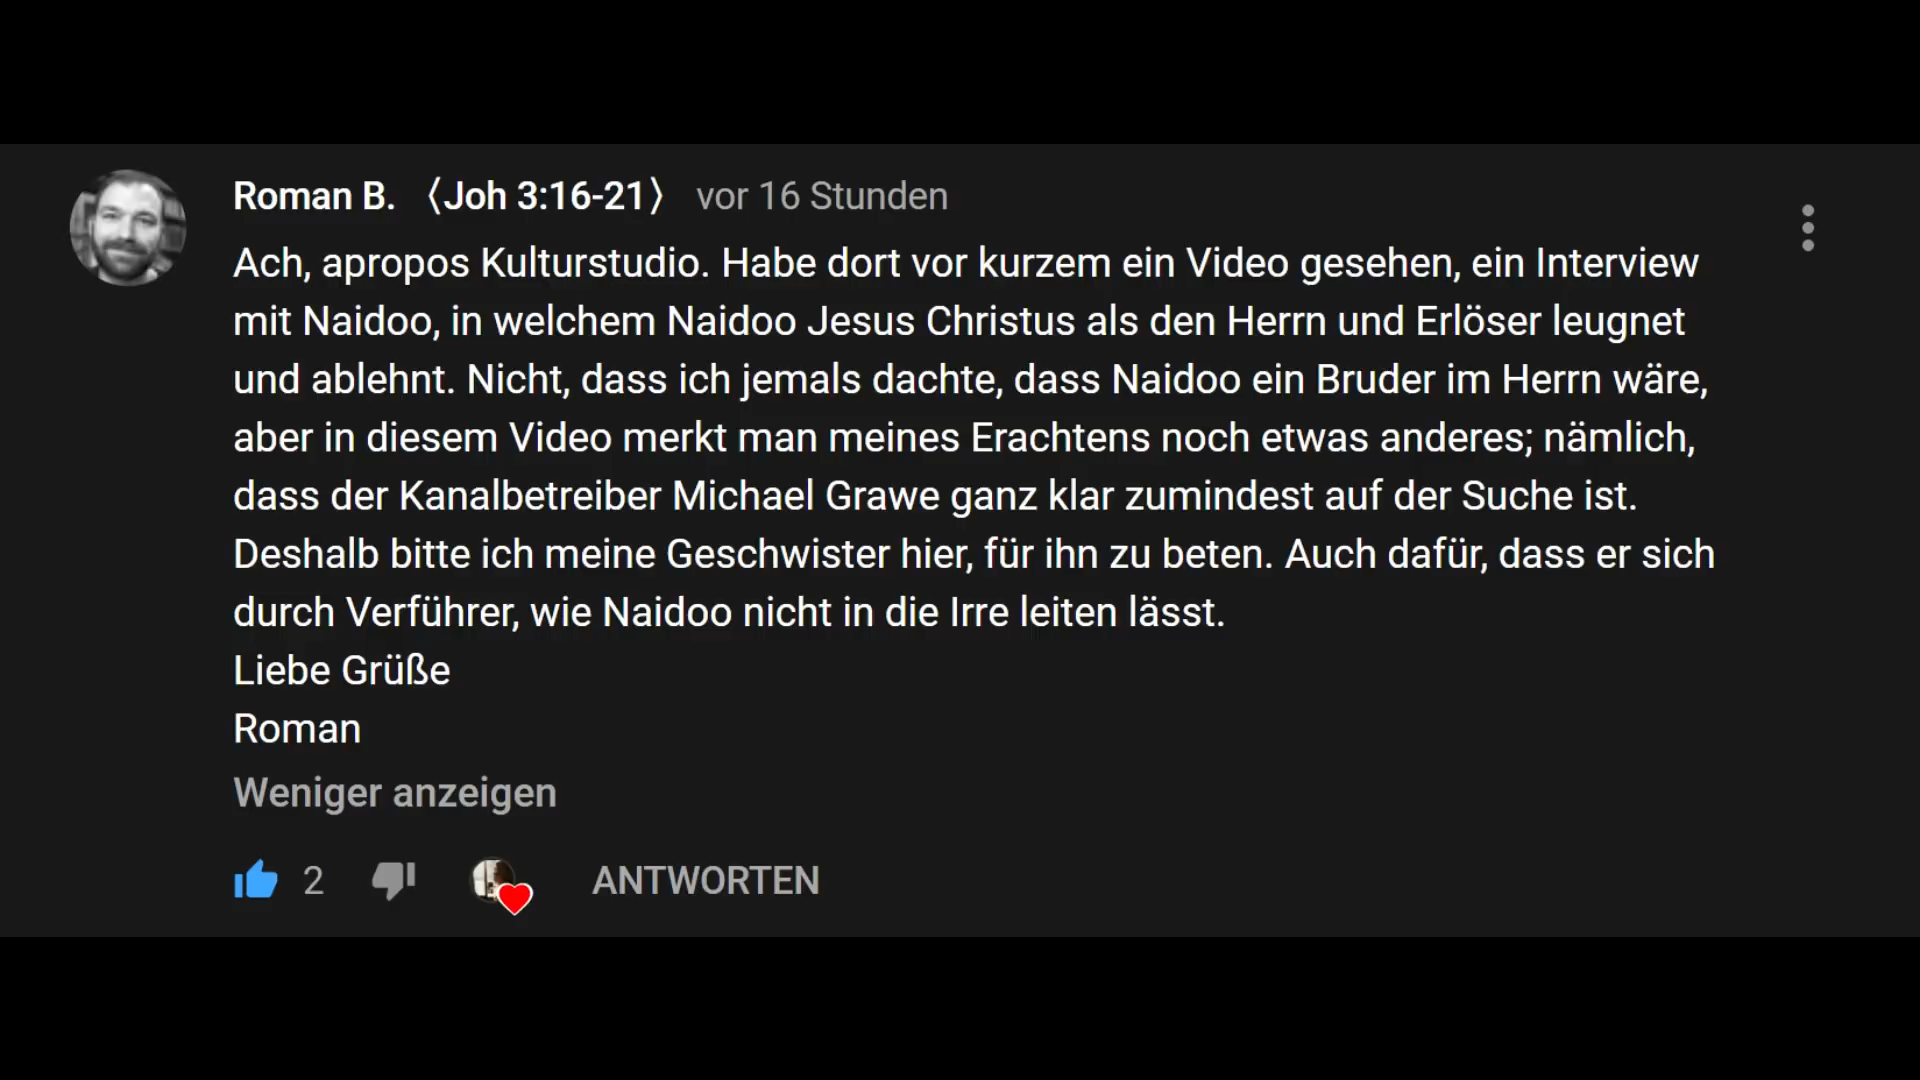 Roman B. 〈Joh 3:16-21〉 vor 16 Stunden
Ach, apropos Kulturstudio. Habe dort vor kurzem ein Video gesehen, ein Interview
mit Naidoo, in welchem Naidoo Jesus Christus als den Herrn und Erlöser leugnet
und ablehnt. Nicht, dass ich jemals dachte, dass Naidoo ein Bruder im Herrn wäre,
aber in diesem Video merkt man meines Erachtens noch etwas anderes; nämlich,
dass der Kanalbetreiber Michael Grawe ganz klar zumindest auf der Suche ist.
Deshalb bitte ich meine Geschwister hier, für ihn zu beten. Auch dafür, dass er sich
durch Verführer, wie Naidoo nicht in die Irre leiten lässt.
Liebe Grüße
Roman
Weniger anzeigen
2 ANTWORTEN